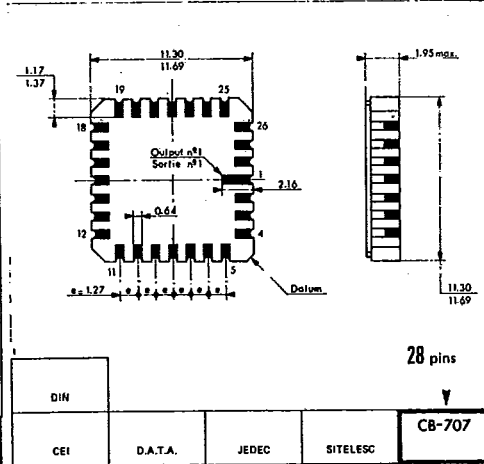 11.30
11.69
1.95 max.
1.17
1.37
19
25
18
26
Output nº1
Sortie nº1
1
2.16
0.64
12
4
11
5
Datum
e = 1.27
e
e
e
e
e
11.30
11.69
28 pins
DIN
CEI
D.A.T.A.
JEDEC
SITELESC
CB-707